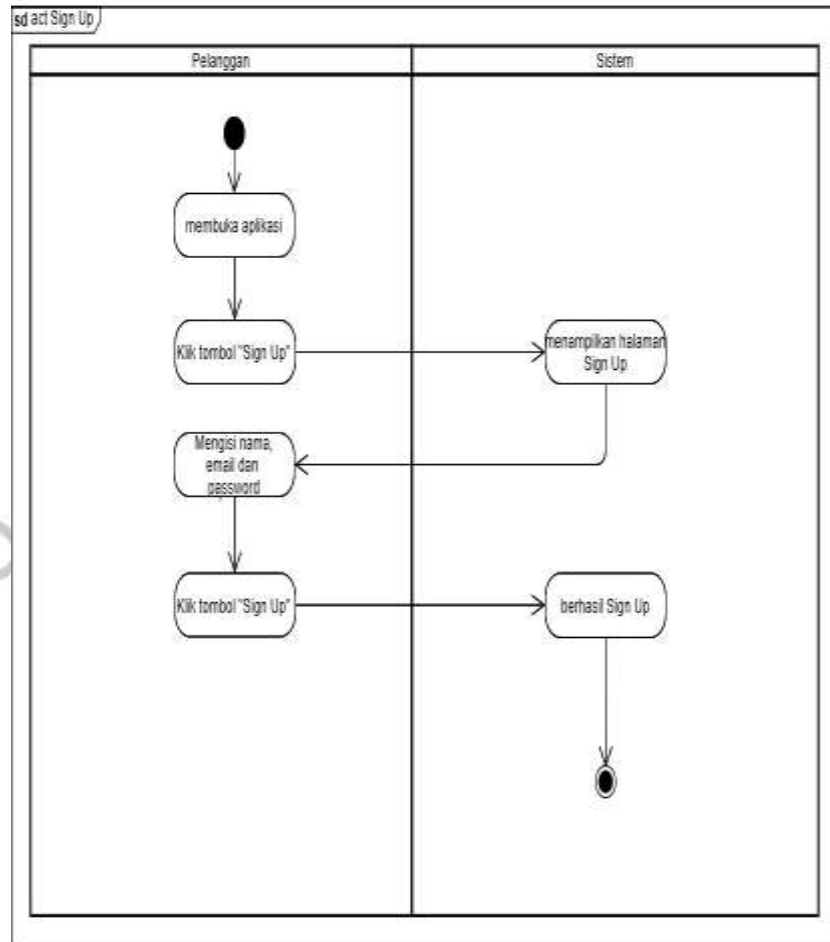 sd act Sign Up
Pelanggan
Sistem
membuka aplikasi
Klik tombol "Sign Up"
menampilkan halaman
Sign Up
Mengisi nama,
email dan
password
Klik tombol "Sign Up"
berhasil Sign Up